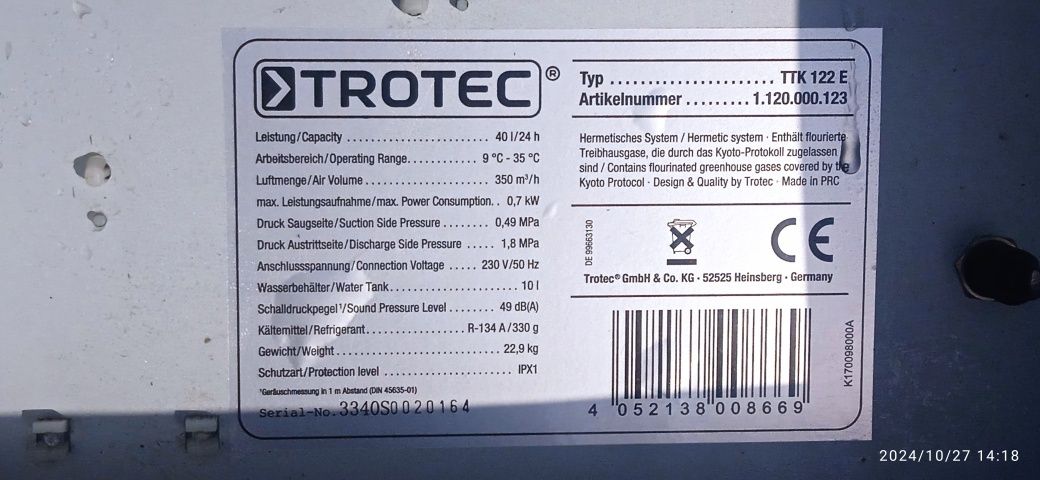 TROTEC®
Leistung/Capacity ........................... 40 l/24 h
Arbeitsbereich/Operating Range............ 9 °C - 35 °C
Luftmenge/Air Volume ...................... 350 m³/h
max. Leistungsaufnahme/max. Power Consumption. . 0,7 kW
Druck Saugseite/Suction Side Pressure ........ 0,49 MPa
Druck Austrittseite/Discharge Side Pressure ..... 1,8 MPa
Anschlussspannung/Connection Voltage ..... 230 V/50 Hz
Wasserbehälter/Water Tank....................... 10 l
Schalldruckpegel¹/Sound Pressure Level ........ 49 dB(A)
Kältemittel/Refrigerant.................. R-134 A/330 g
Gewicht/Weight............................. 22,9 kg
Schutzart/Protection level ...................... IPX1
¹Geräuschmessung in 1 m Abstand (DIN 45635-01)
Serial-No. 3340S0020164
Typ ...................... TTK 122 E
Artikelnummer ......... 1.120.000.123
Hermetisches System / Hermetic system · Enthält flourierte
Treibhausgase, die durch das Kyoto-Protokoll zugelassen
sind / Contains flourinated greenhouse gases covered by the
Kyoto Protocol · Design & Quality by Trotec · Made in PRC
DE 99663130
CE
Trotec® GmbH & Co. KG · 52525 Heinsberg · Germany
K170098000A
4 052138 008669
2024/10/27 14:18